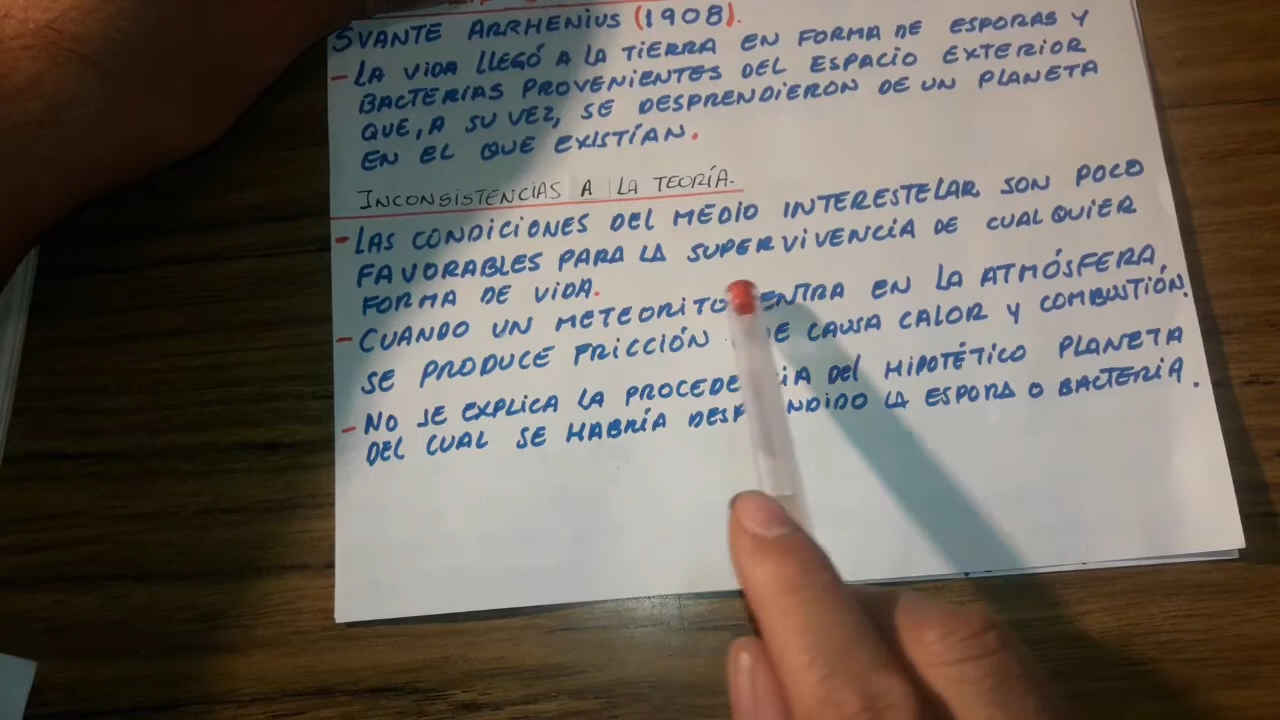 SVANTE ARRHENIUS (1908).
- LA VIDA LLEGÓ A LA TIERRA EN FORMA DE ESPORAS Y
BACTERIAS PROVENIENTES DEL ESPACIO EXTERIOR
QUE, A SU VEZ, SE DESPRENDIERON DE UN PLANETA
EN EL QUE EXISTÍAN.
INCONSISTENCIAS A LA TEORÍA.
- LAS CONDICIONES DEL MEDIO INTERESTELAR SON POCO
FAVORABLES PARA LA SUPERVIVENCIA DE CUALQUIER
FORMA DE VIDA.
- CUANDO UN METEORITO ENTRA EN LA ATMÓSFERA,
SE PRODUCE FRICCIÓN CAUSA CALOR Y COMBUSTIÓN.
- NO SE EXPLICA LA PROCEDENCIA DEL HIPOTÉTICO PLANETA
DEL CUAL SE HABRÍA DESPRENDIDO LA ESPORA O BACTERIA.